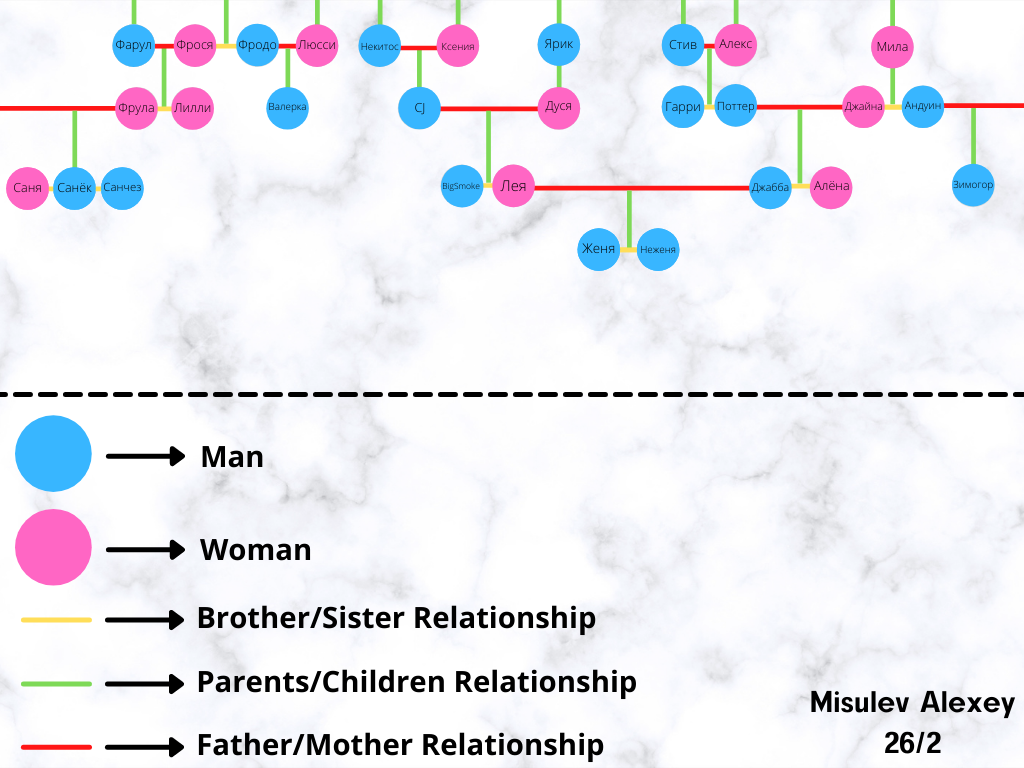 Фарул Фрося Фродо Люсси Некитос Ксения Ярик Стив Алекс Мила
Фрула Лилли Валерка CJ Дуся Гарри Поттер Джайна Андуин
Саня Санёк Санчез BigSmoke Лея Джабба Алёна Зимогор
Женя Неженя
Man
Woman
Brother/Sister Relationship
Parents/Children Relationship
Father/Mother Relationship
Misulev Alexey
26/2